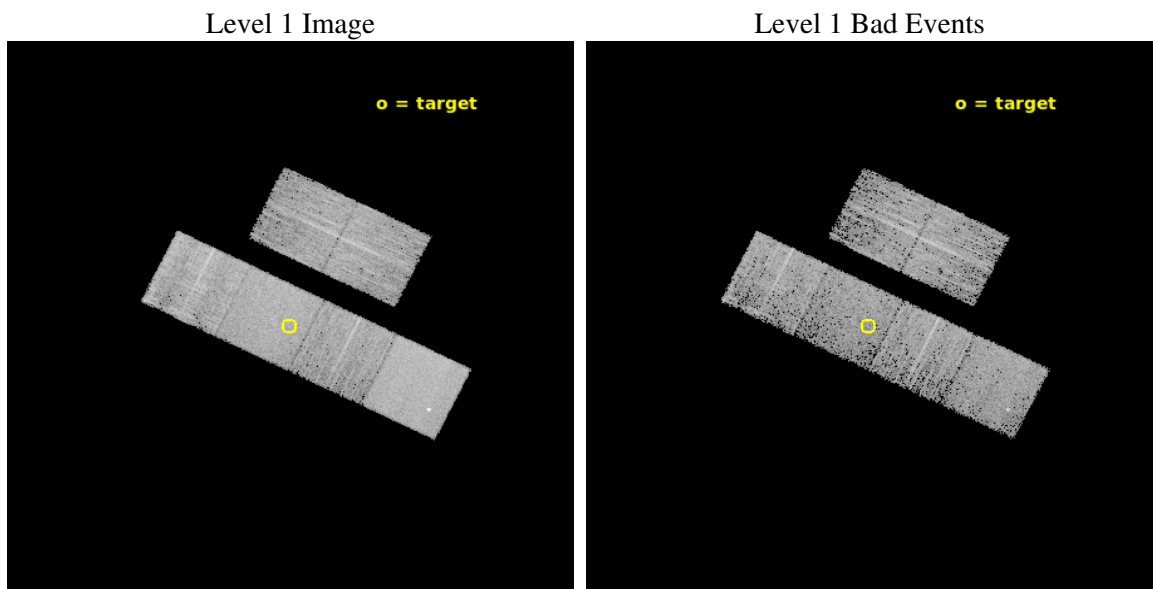 Level 1 Image
Level 1 Bad Events
o = target
o = target